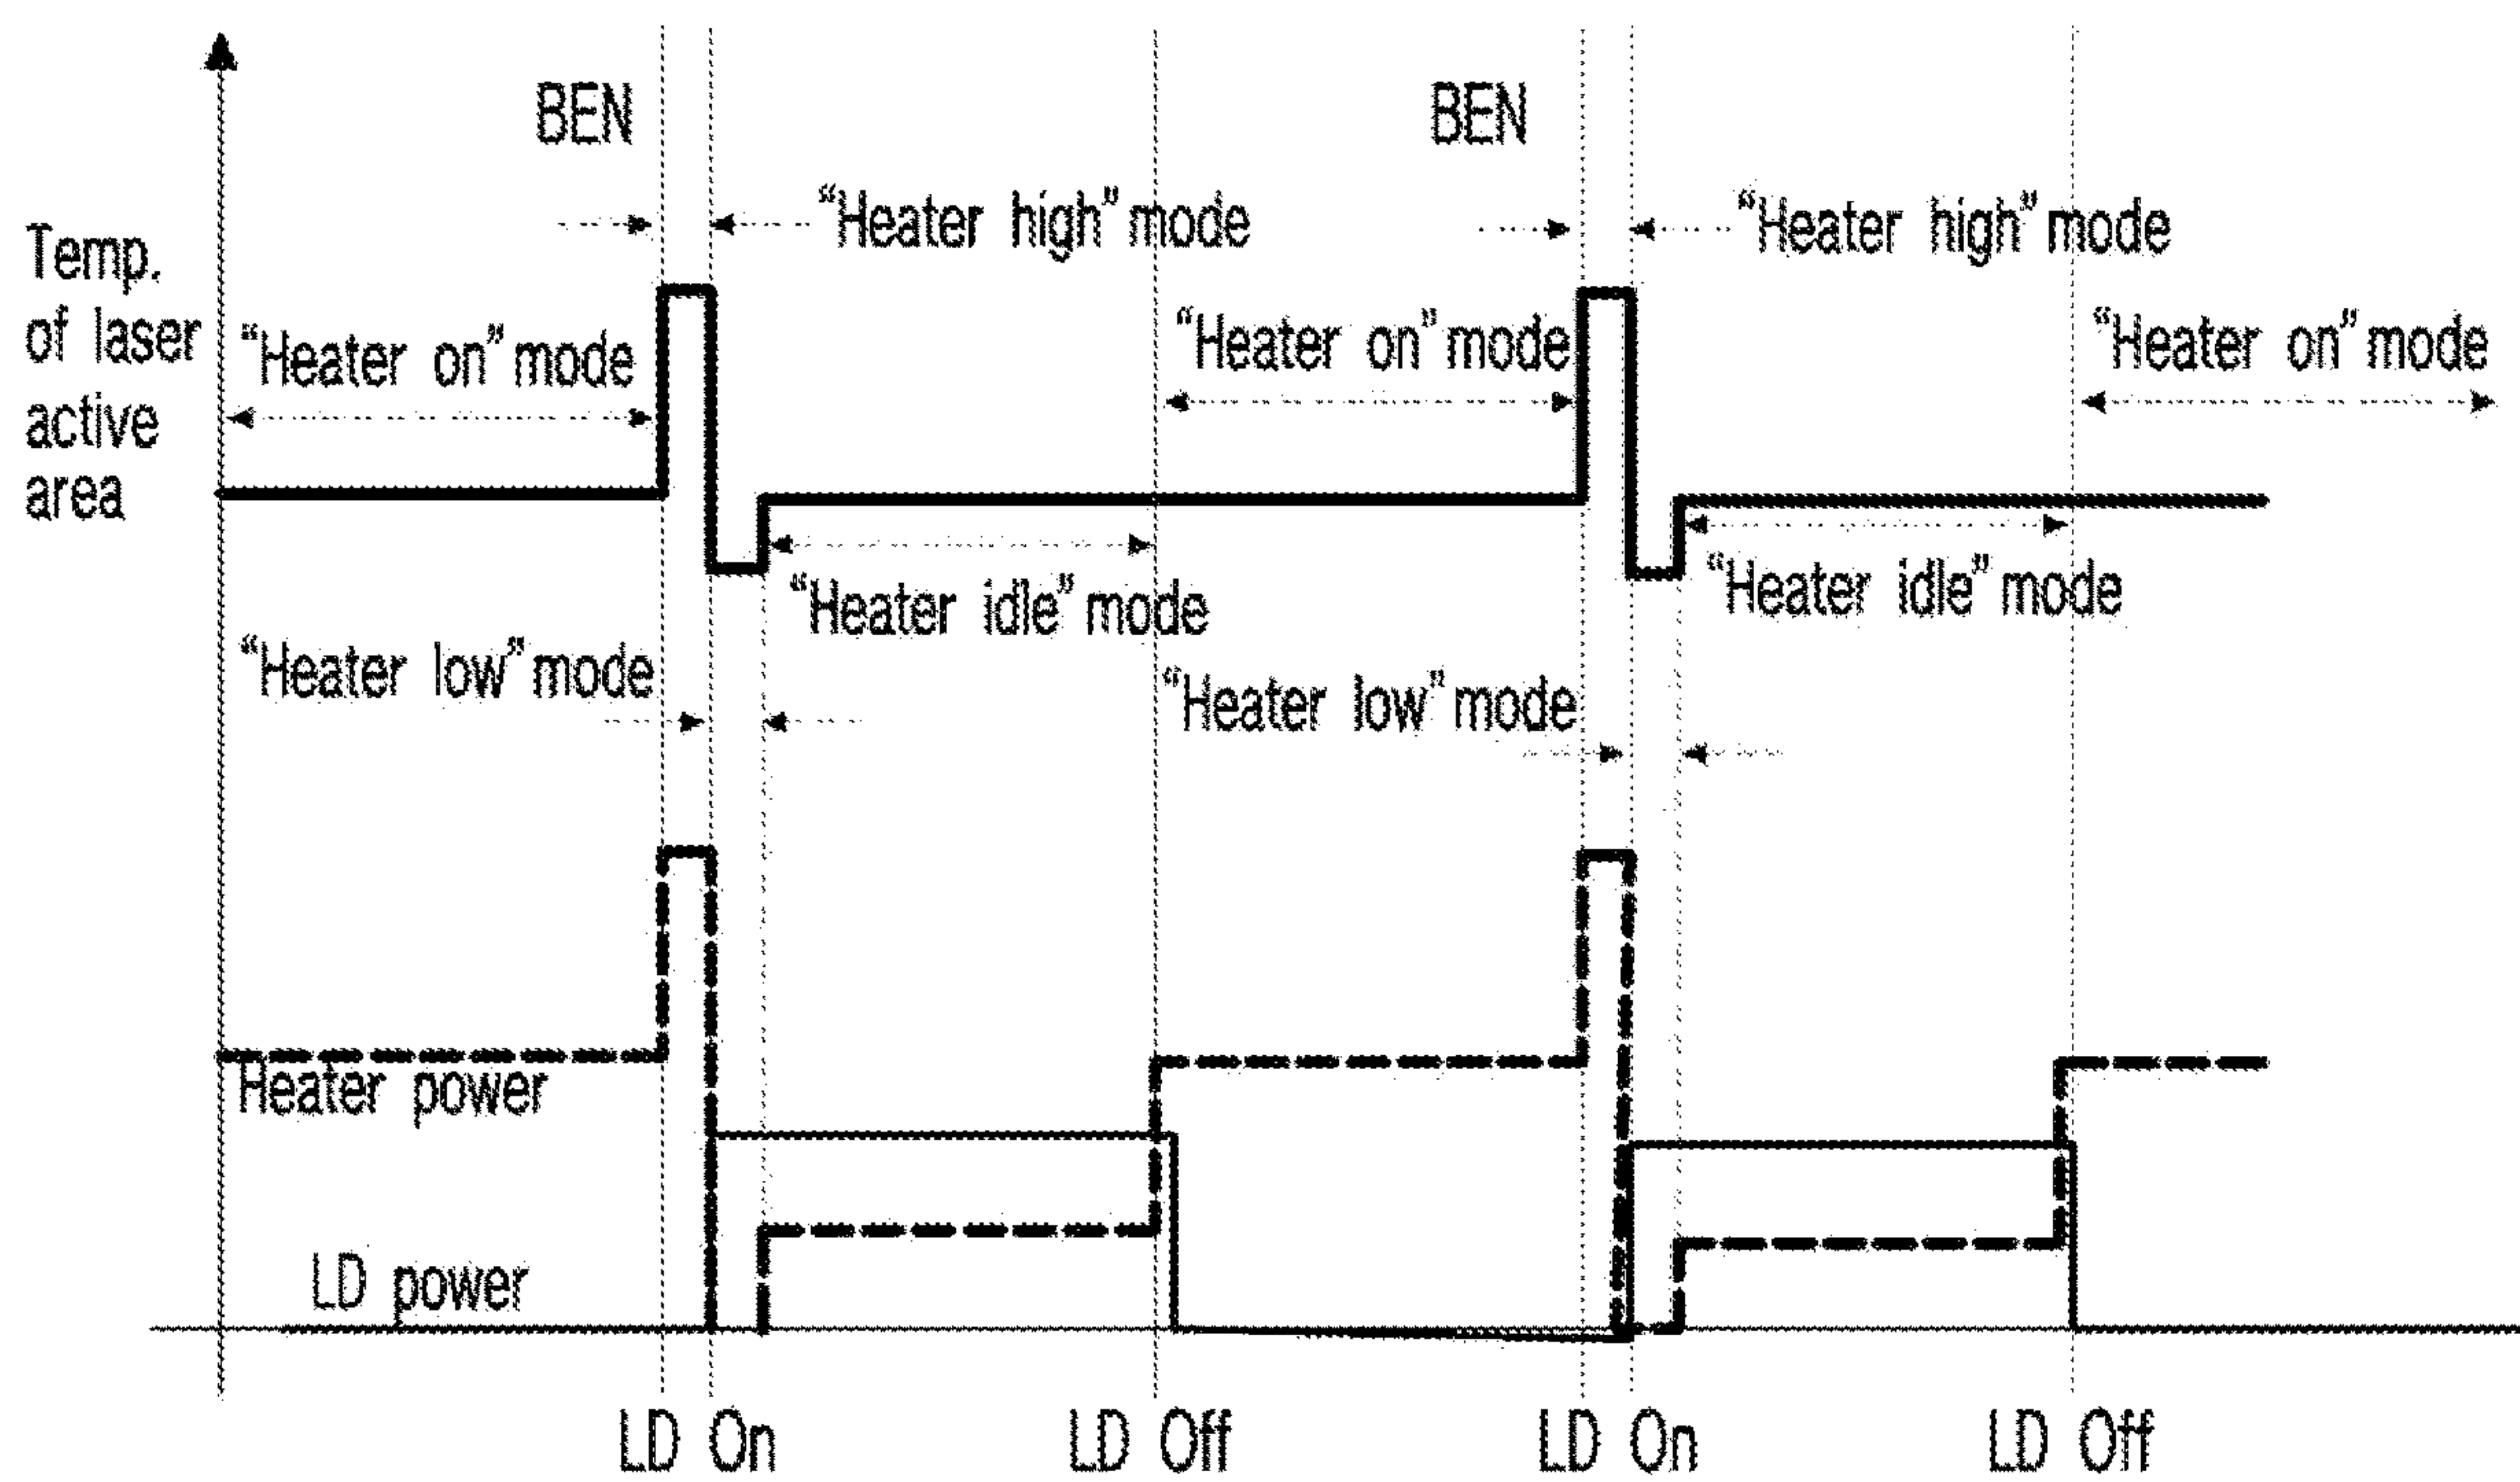 BEN
BEN
“Heater high” mode
“Heater high” mode
Temp.
of laser
active
area
“Heater on” mode
“Heater on” mode
“Heater on” mode
“Heater idle” mode
“Heater idle” mode
“Heater low” mode
“Heater low” mode
Heater power
LD power
LD On
LD Off
LD On
LD Off